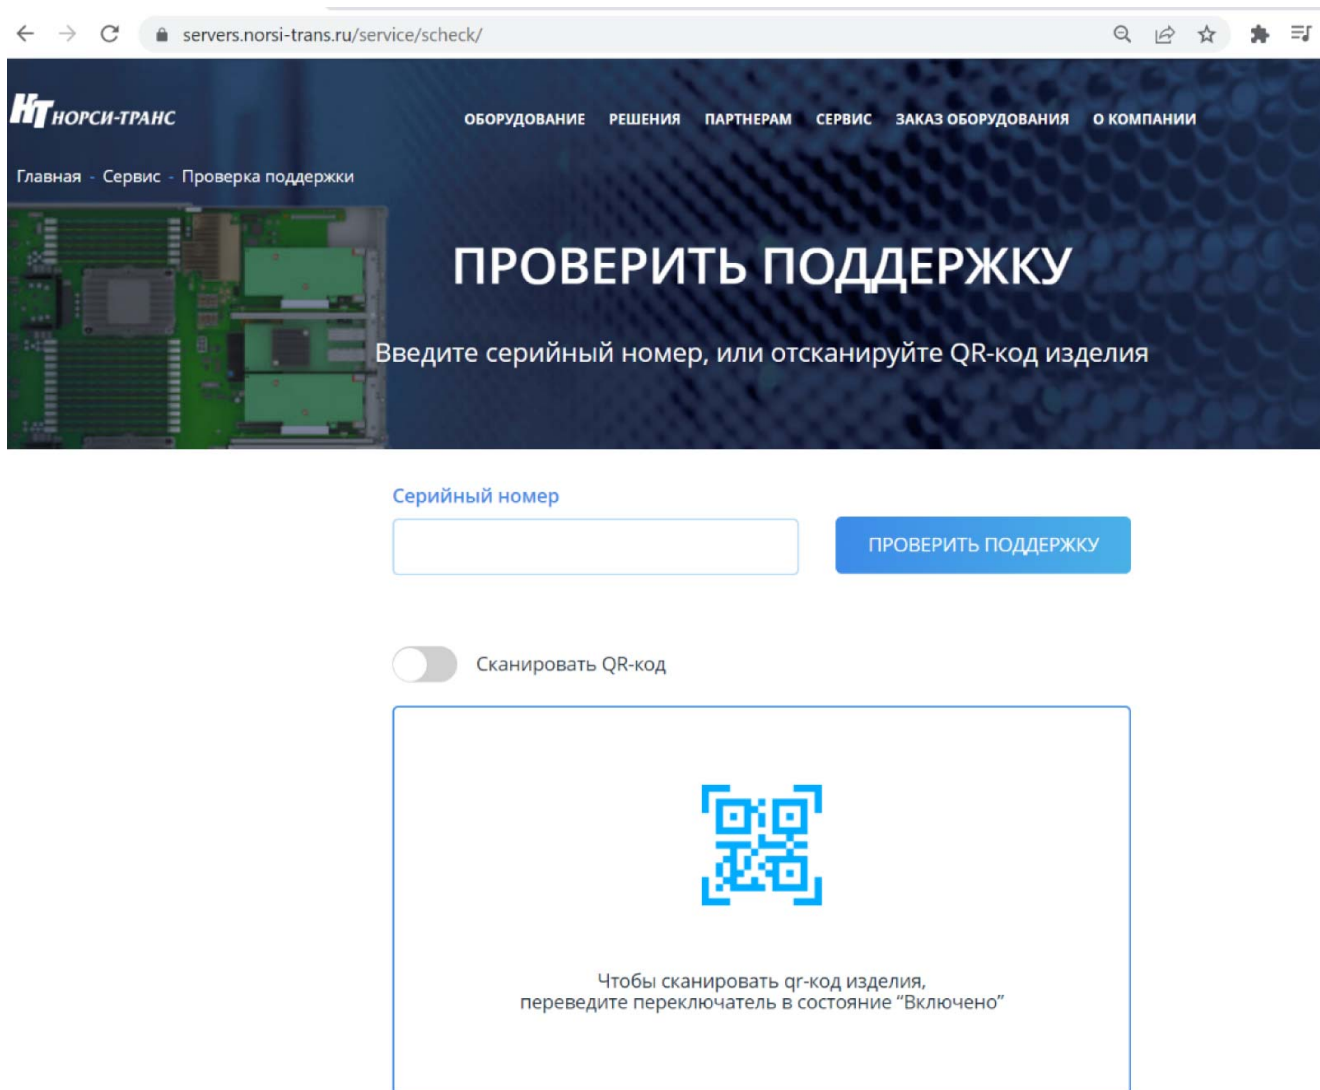 servers.norsi-trans.ru/service/scheck/
НТ НОРСИ-ТРАНС
ОБОРУДОВАНИЕ РЕШЕНИЯ ПАРТНЕРАМ СЕРВИС ЗАКАЗ ОБОРУДОВАНИЯ О КОМПАНИИ
Главная - Сервис - Проверка поддержки
ПРОВЕРИТЬ ПОДДЕРЖКУ
Введите серийный номер, или отсканируйте QR-код изделия
Серийный номер
ПРОВЕРИТЬ ПОДДЕРЖКУ
Сканировать QR-код
Чтобы сканировать qr-код изделия,
переведите переключатель в состояние “Включено”